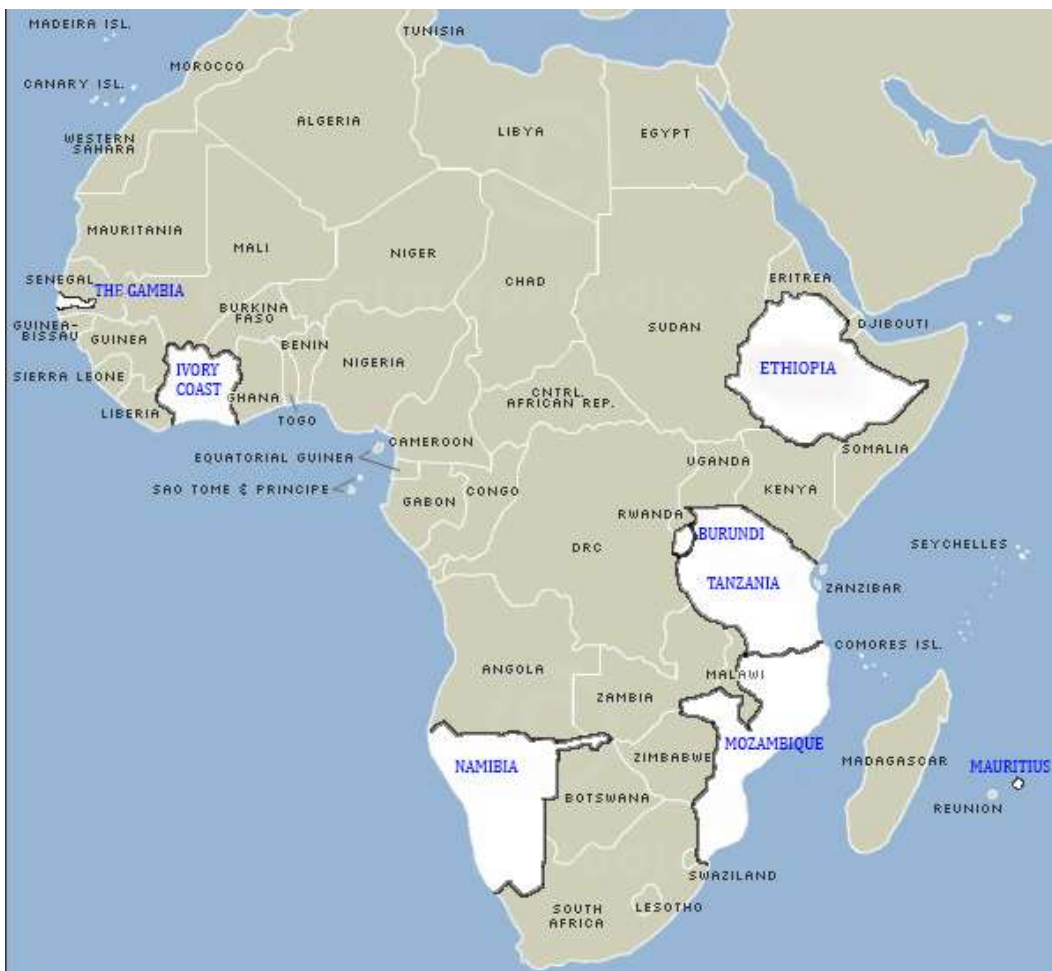 MADEIRA ISL.
TUNISIA
MOROCCO
CANARY ISL.
ALGERIA
LIBYA
EGYPT
WESTERN
SAHARA
MAURITANIA
MALI
NIGER
CHAD
SENEGAL
THE GAMBIA
ERITREA
BURKINA
FASO
SUDAN
DJIBOUTI
GUINEA-
BISSAU
GUINEA
BENIN
NIGERIA
IVORY
COAST
ETHIOPIA
SIERRA LEONE
GHANA
CNTRL.
AFRICAN REP.
LIBERIA
TOGO
CAMEROON
SOMALIA
EQUATORIAL GUINEA
UGANDA
SAO TOME & PRINCIPE
GABON
CONGO
KENYA
RWANDA
BURUNDI
DRC
SEYCHELLES
TANZANIA
ZANZIBAR
COMORES ISL.
ANGOLA
MALAWI
ZAMBIA
MOZAMBIQUE
NAMIBIA
ZIMBABWE
MADAGASCAR
MAURITIUS
BOTSWANA
REUNION
SWAZILAND
SOUTH
AFRICA
LESOTHO